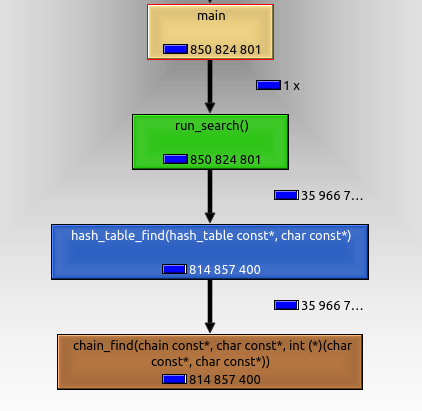 main
850 824 801
1 x
run_search()
850 824 801
35 966 7…
hash_table_find(hash_table const*, char const*)
814 857 400
35 966 7…
chain_find(chain const*, char const*, int (*)(char
const*, char const*))
814 857 400